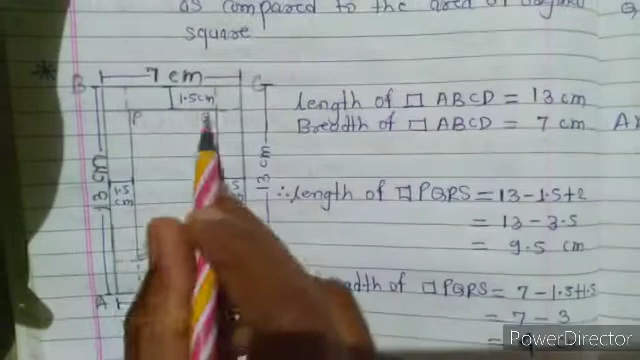 as compared to the area of
square
* B 7 cm C
1.5cm
P
13 cm
1.5 cm
13 cm
A
length of □ ABCD = 13 cm
Breadth of □ ABCD = 7 cm
∴ length of □ PQRS = 13 - 1.5+2
= 13 - 3.5
= 9.5 cm
of □ PQRS = 7 - 1.5+1.5
= 7 - 3
=
PowerDirector